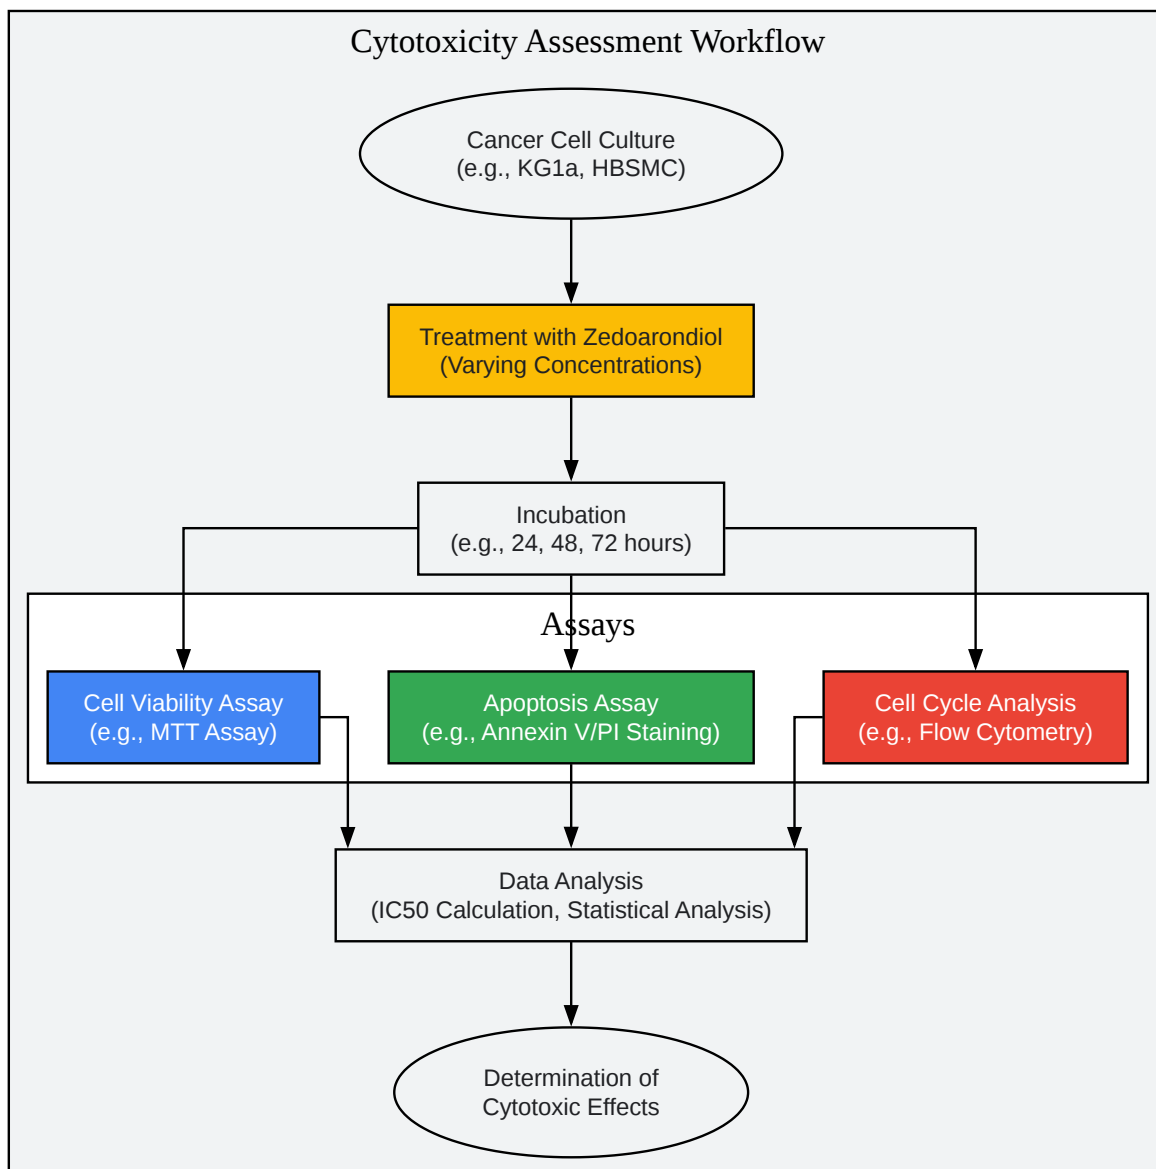 Cytotoxicity Assessment Workflow
Cancer Cell Culture
(e.g., KG1a, HBSMC)
Treatment with Zedoarondiol
(Varying Concentrations)
Incubation
(e.g., 24, 48, 72 hours)
Assays
Cell Viability Assay
(e.g., MTT Assay)
Apoptosis Assay
(e.g., Annexin V/PI Staining)
Cell Cycle Analysis
(e.g., Flow Cytometry)
Data Analysis
(IC50 Calculation, Statistical Analysis)
Determination of
Cytotoxic Effects